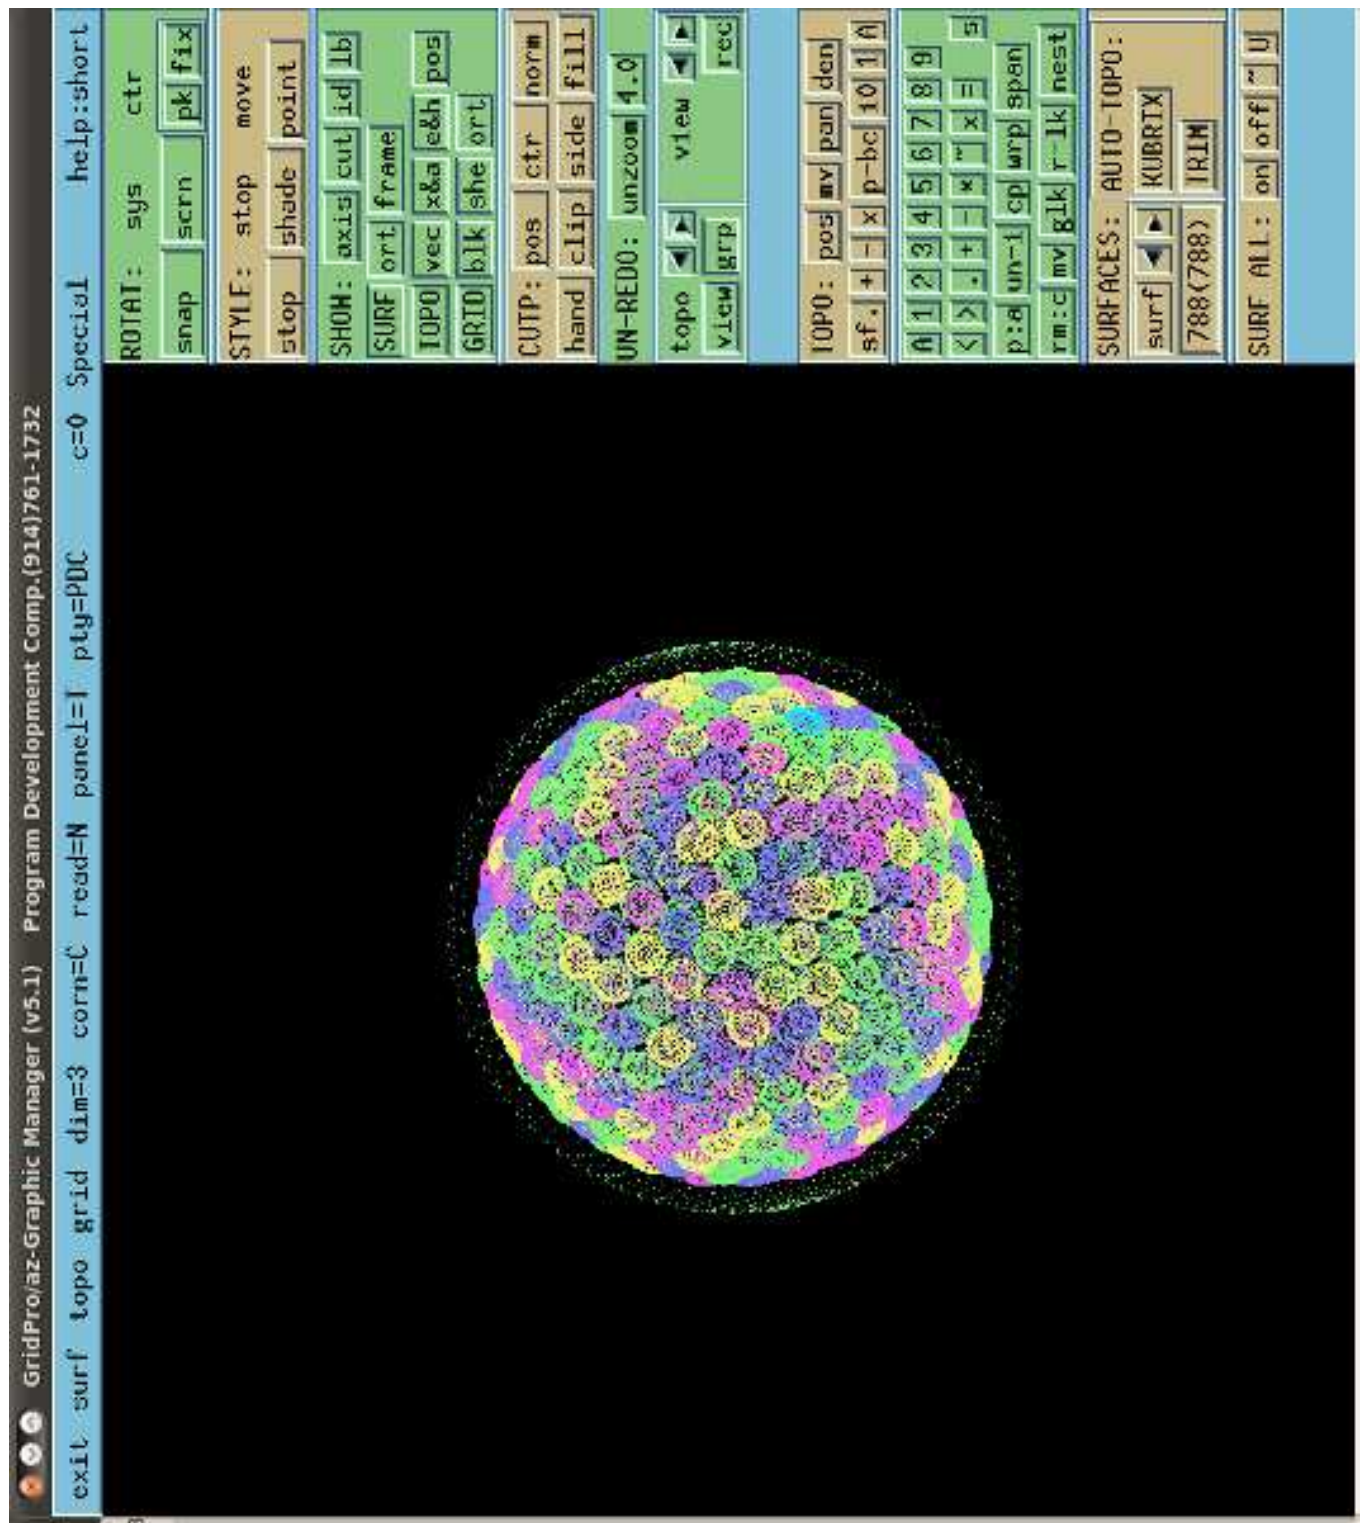 GridPro/az-Graphic Manager (v5.1) Program Development Comp.(914)761-1732
exit surf topo grid dim=3 corn=C read=N panel=T pty=PDC c=0 Special help:short
ROTAT: sys ctr
snap scrn pk fix
STYLE: stop move
stop shade point
SHOW: axis cut id lb
SURF ort frame
TOPO vec x&a e&h pos
GRID blk she ort
CUTP: pos ctr norm
hand clip side fill
UN-REDO: unzoom 4.0
topo view
view grp rec
TOPO: pos mv pan den
sf. + - x p-bc 10 1 A
A 1 2 3 4 5 6 7 8 9
< > . + - * ~ x = s
p:a un-i cp wrp span
rm:c mv glk r-lk nest
SURFACES: AUTO-TOPO:
surf KUBRIX
788(788) TRIM
SURF ALL: on off ~ U